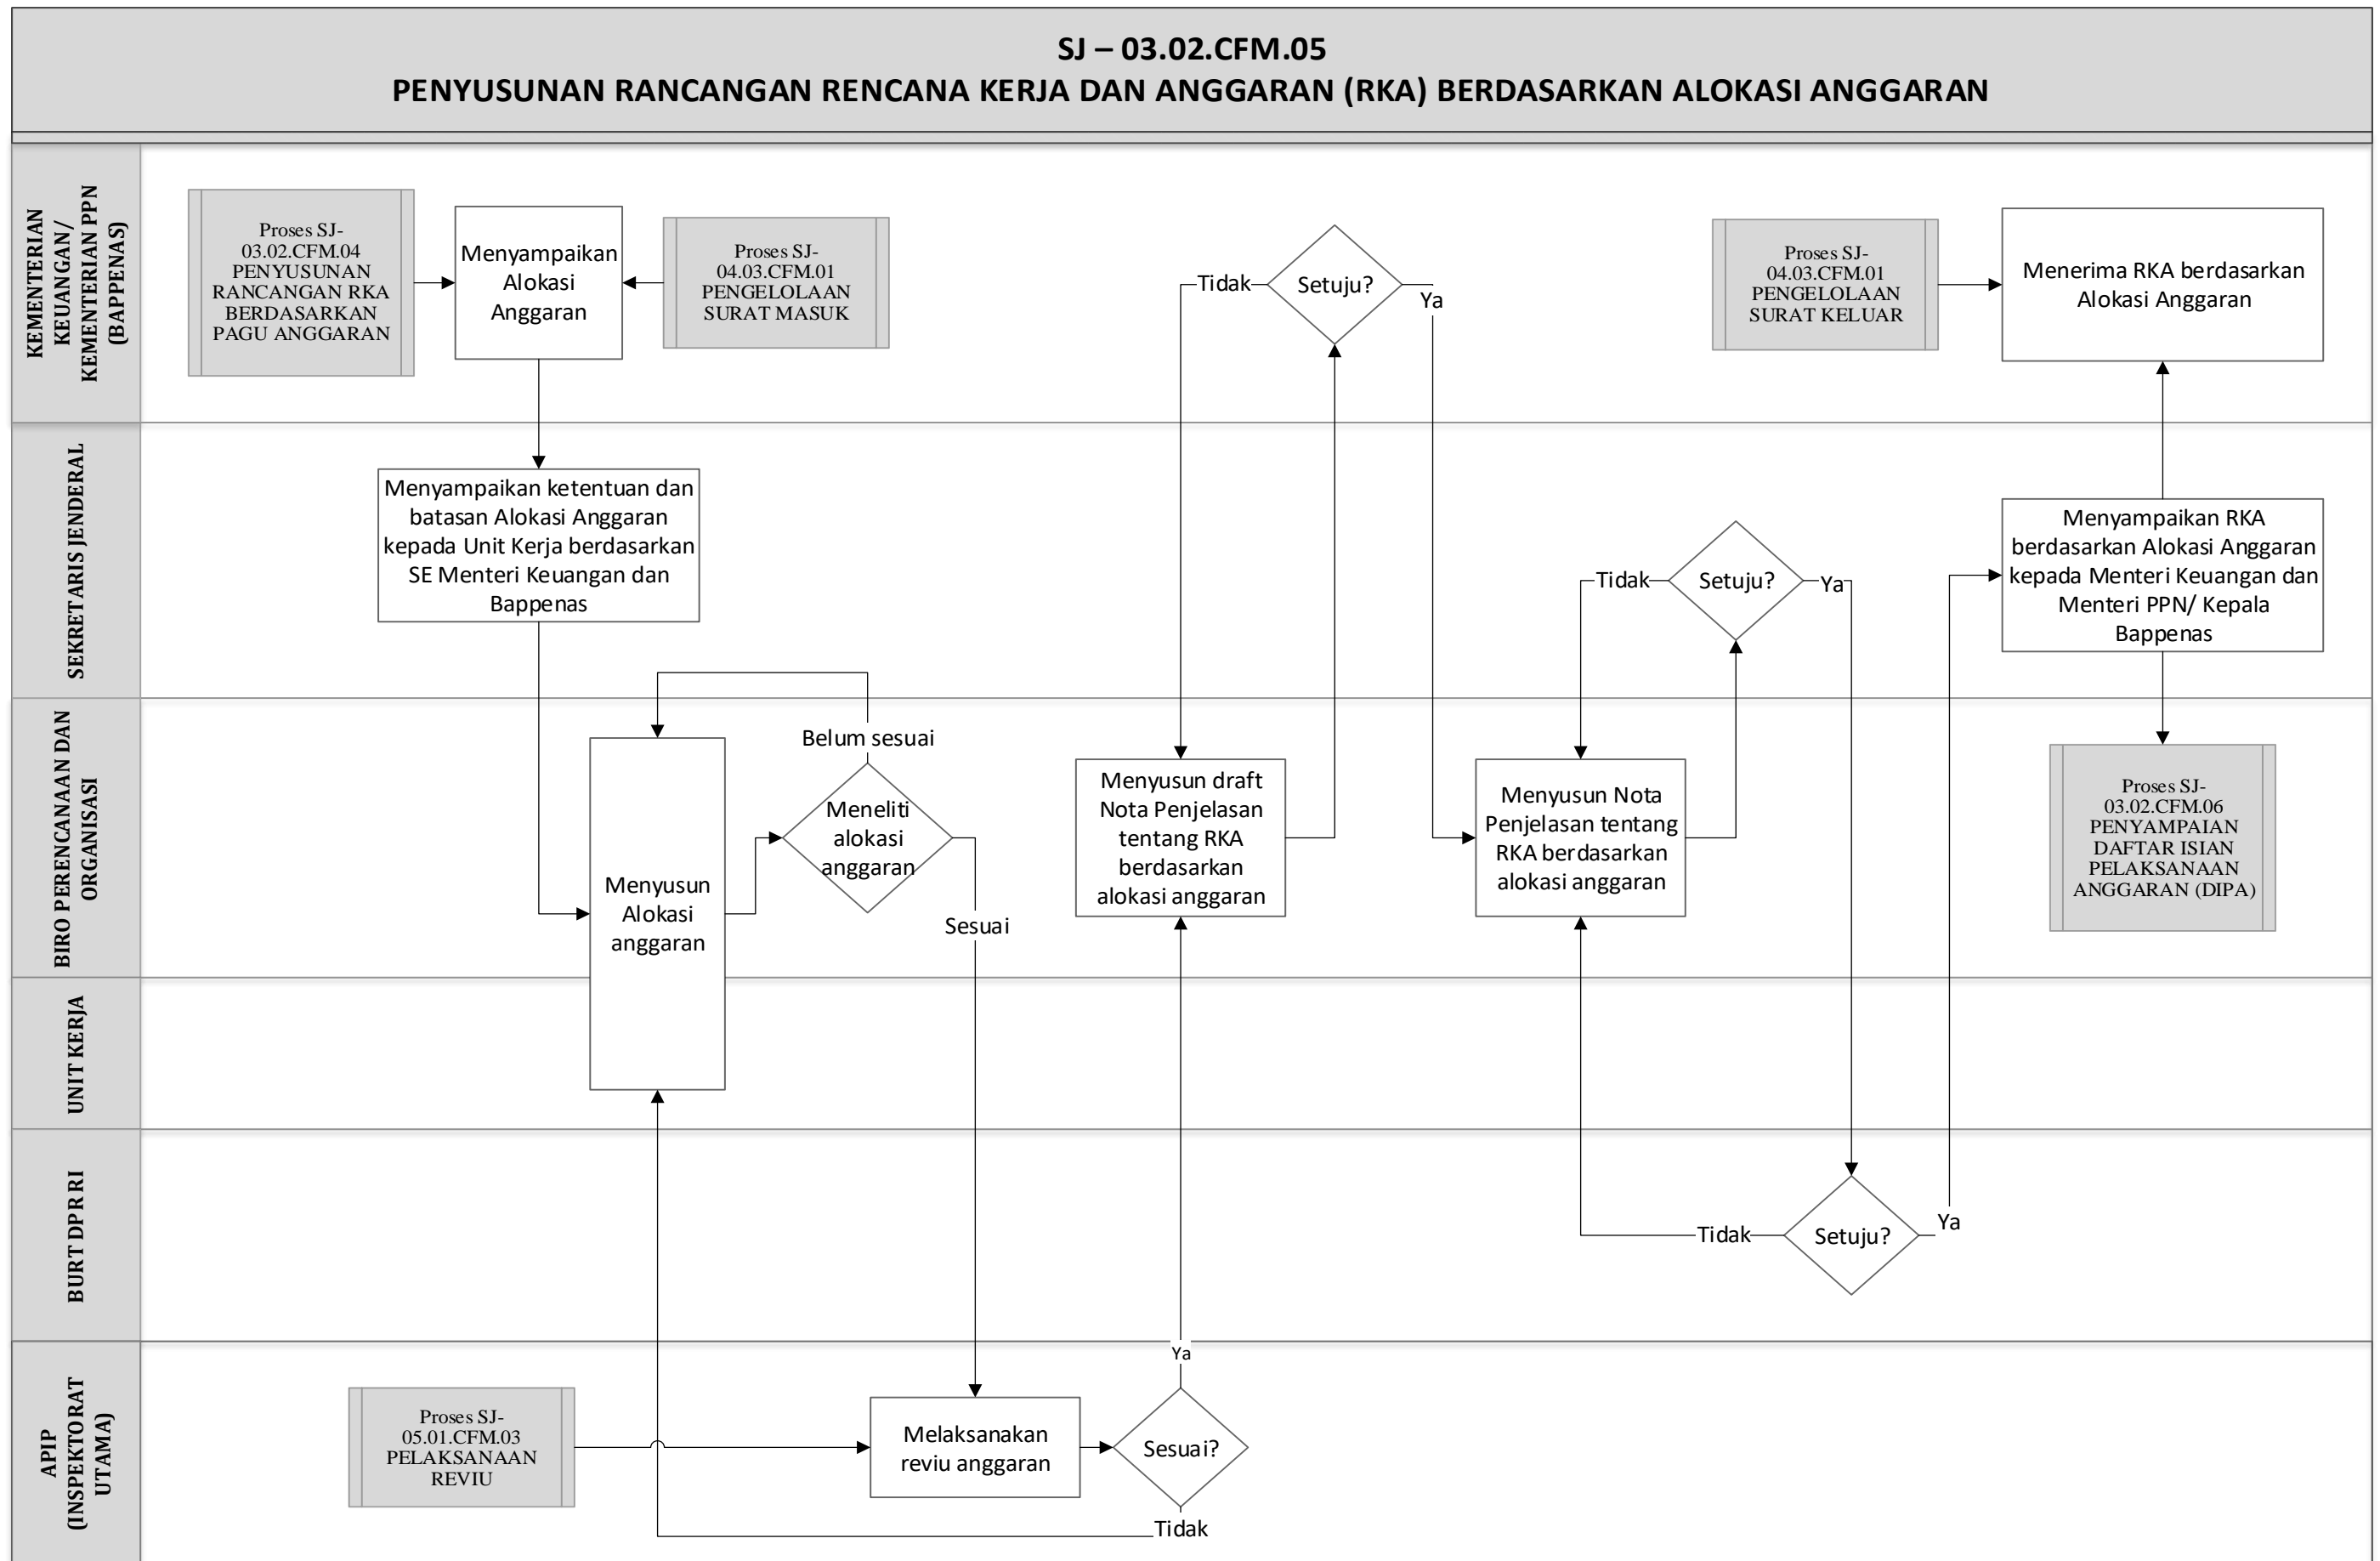 SJ – 03.02.CFM.05
PENYUSUNAN RANCANGAN RENCANA KERJA DAN ANGGARAN (RKA) BERDASARKAN ALOKASI ANGGARAN
KEMENTERIAN
KEUANGAN/
KEMENTERIAN PPN
(BAPPENAS)
Proses SJ-
03.02.CFM.04
PENYUSUNAN
RANCANGAN RKA
BERDASARKAN
PAGU ANGGARAN
Menyampaikan
Alokasi
Anggaran
Proses SJ-
04.03.CFM.01
PENGELOLAAN
SURAT MASUK
Tidak
Setuju?
Ya
Proses SJ-
04.03.CFM.01
PENGELOLAAN
SURAT KELUAR
Menerima RKA berdasarkan
Alokasi Anggaran
SEKRETARIS JENDERAL
Menyampaikan ketentuan dan
batasan Alokasi Anggaran
kepada Unit Kerja berdasarkan
SE Menteri Keuangan dan
Bappenas
Tidak
Setuju?
Ya
Menyampaikan RKA
berdasarkan Alokasi Anggaran
kepada Menteri Keuangan dan
Menteri PPN/ Kepala
Bappenas
BIRO PERENCANAAN DAN
ORGANISASI
Menyusun
Alokasi
anggaran
Belum sesuai
Meneliti
alokasi
anggaran
Sesuai
Menyusun draft
Nota Penjelasan
tentang RKA
berdasarkan
alokasi anggaran
Menyusun Nota
Penjelasan tentang
RKA berdasarkan
alokasi anggaran
Proses SJ-
03.02.CFM.06
PENYAMPAIAN
DAFTAR ISIAN
PELAKSANAAN
ANGGARAN (DIPA)
UNIT KERJA
BURT DPR RI
Tidak
Setuju?
Ya
APIP
(INSPEKTORAT
UTAMA)
Proses SJ-
05.01.CFM.03
PELAKSANAAN
REVIU
Melaksanakan
reviu anggaran
Ya
Sesuai?
Tidak